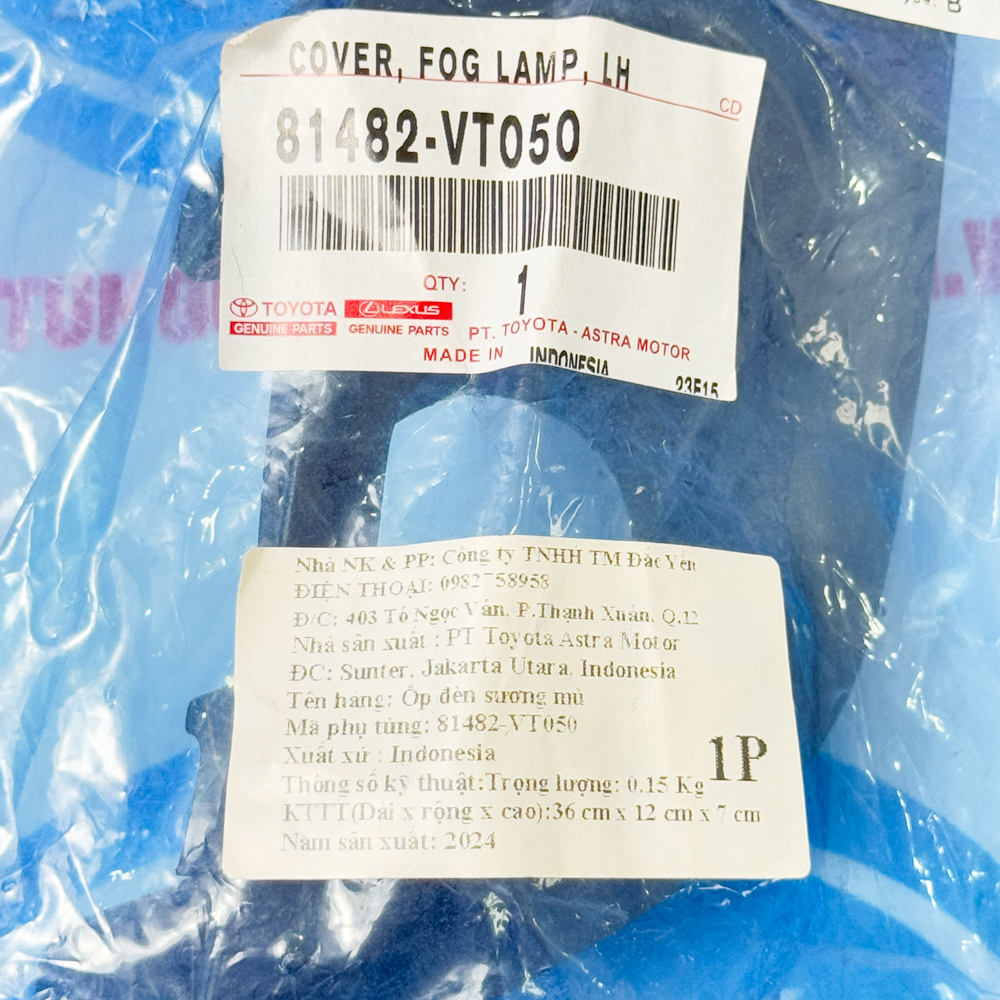 B
COVER, FOG LAMP, LH
CD
81482-VT050
QTY: 1
TOYOTA LEXUS
GENUINE PARTS GENUINE PARTS PT. TOYOTA - ASTRA MOTOR
MADE IN INDONESIA
23F15
Nhà NK & PP: Công ty TNHH TM Đắc Yến
ĐIỆN THOẠI: 0982758958
Đ/C: 403 Tô Ngọc Vân, P.Thạnh Xuân, Q.12
Nhà sản xuất : PT Toyota Astra Motor
ĐC: Sunter, Jakarta Utara, Indonesia
Tên hàng: Ốp đèn sương mù
Mã phụ tùng: 81482-VT050
Xuất xứ : Indonesia
1P
Thông số kỹ thuật:Trọng lượng: 0.15 Kg
KTTT(Dài x rộng x cao):36 cm x 12 cm x 7 cm
Năm sản xuất: 2024